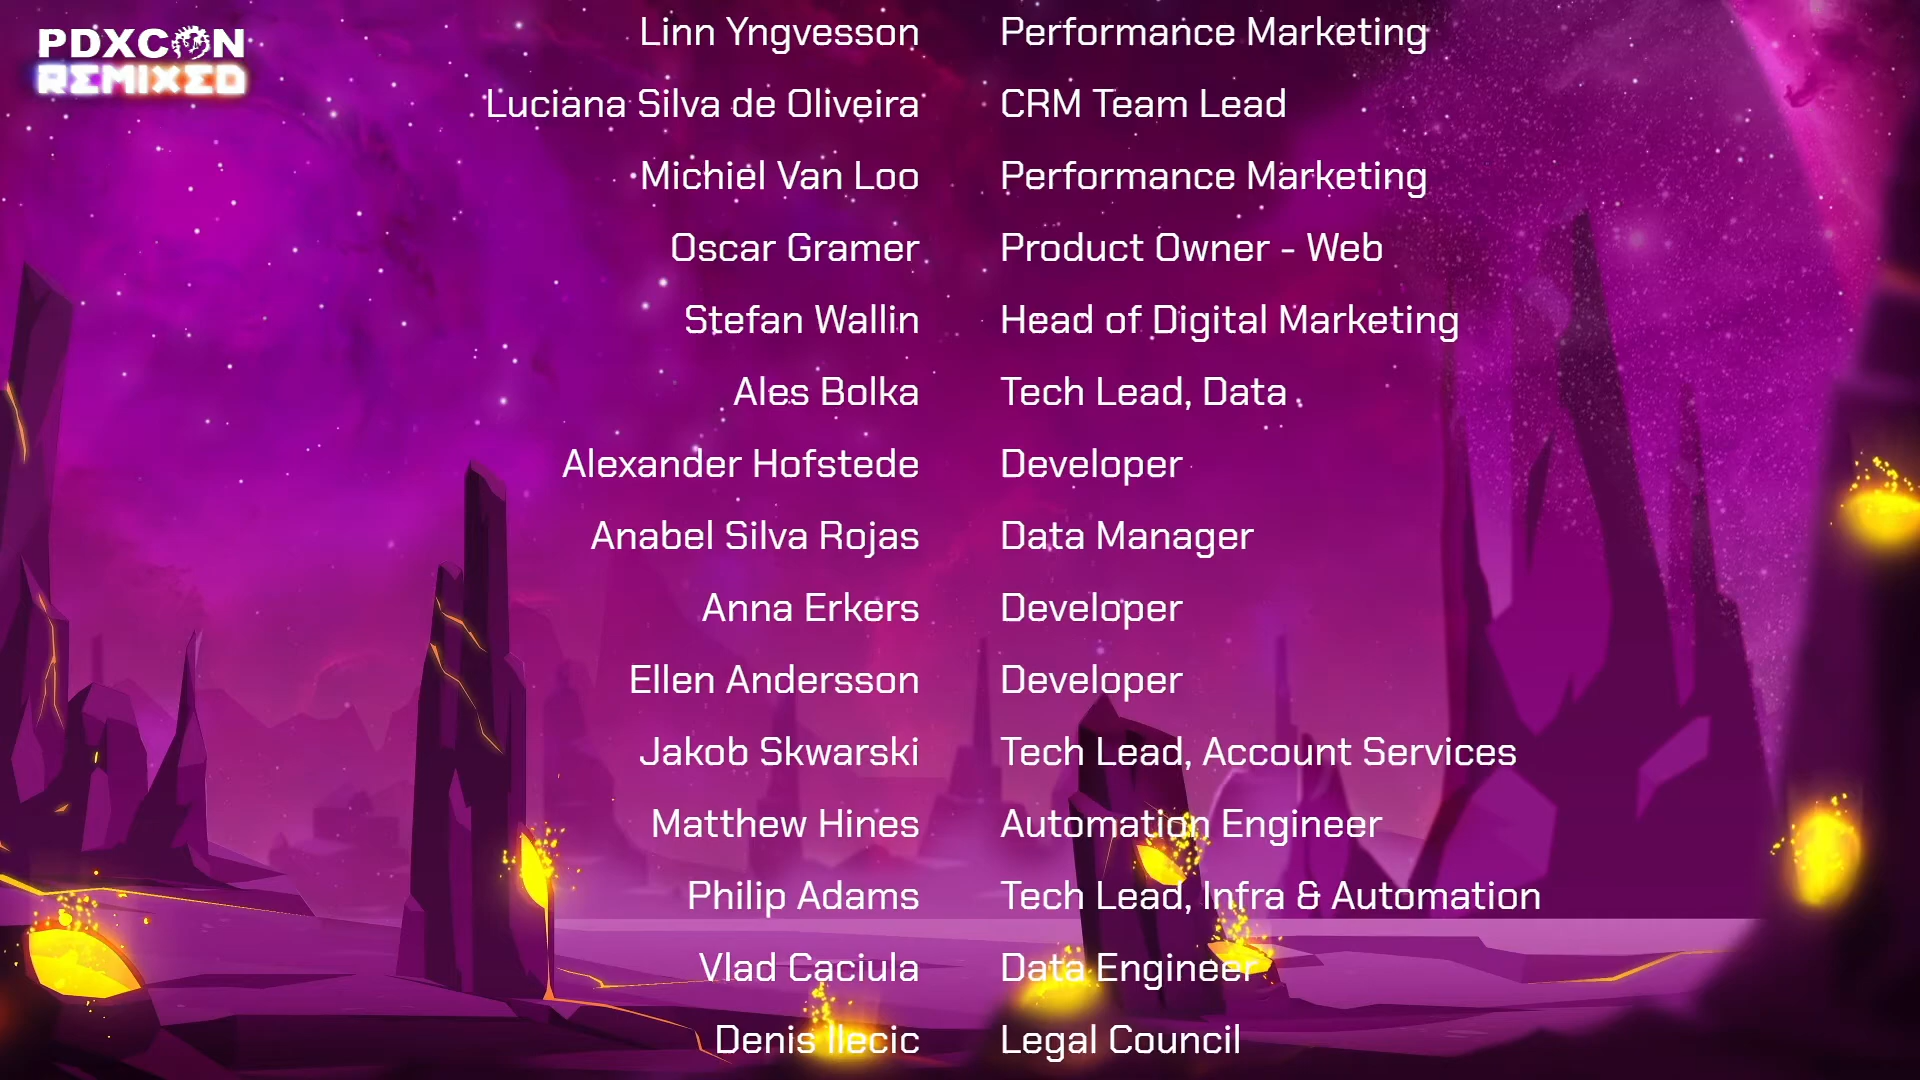 PDXCON
REMIXED
Linn Yngvesson Performance Marketing
Luciana Silva de Oliveira CRM Team Lead
Michiel Van Loo Performance Marketing
Oscar Gramer Product Owner - Web
Stefan Wallin Head of Digital Marketing
Ales Bolka Tech Lead, Data
Alexander Hofstede Developer
Anabel Silva Rojas Data Manager
Anna Erkers Developer
Ellen Andersson Developer
Jakob Skwarski Tech Lead, Account Services
Matthew Hines Automation Engineer
Philip Adams Tech Lead, Infra & Automation
Vlad Caciula Data Engineer
Denis Ilecic Legal Council